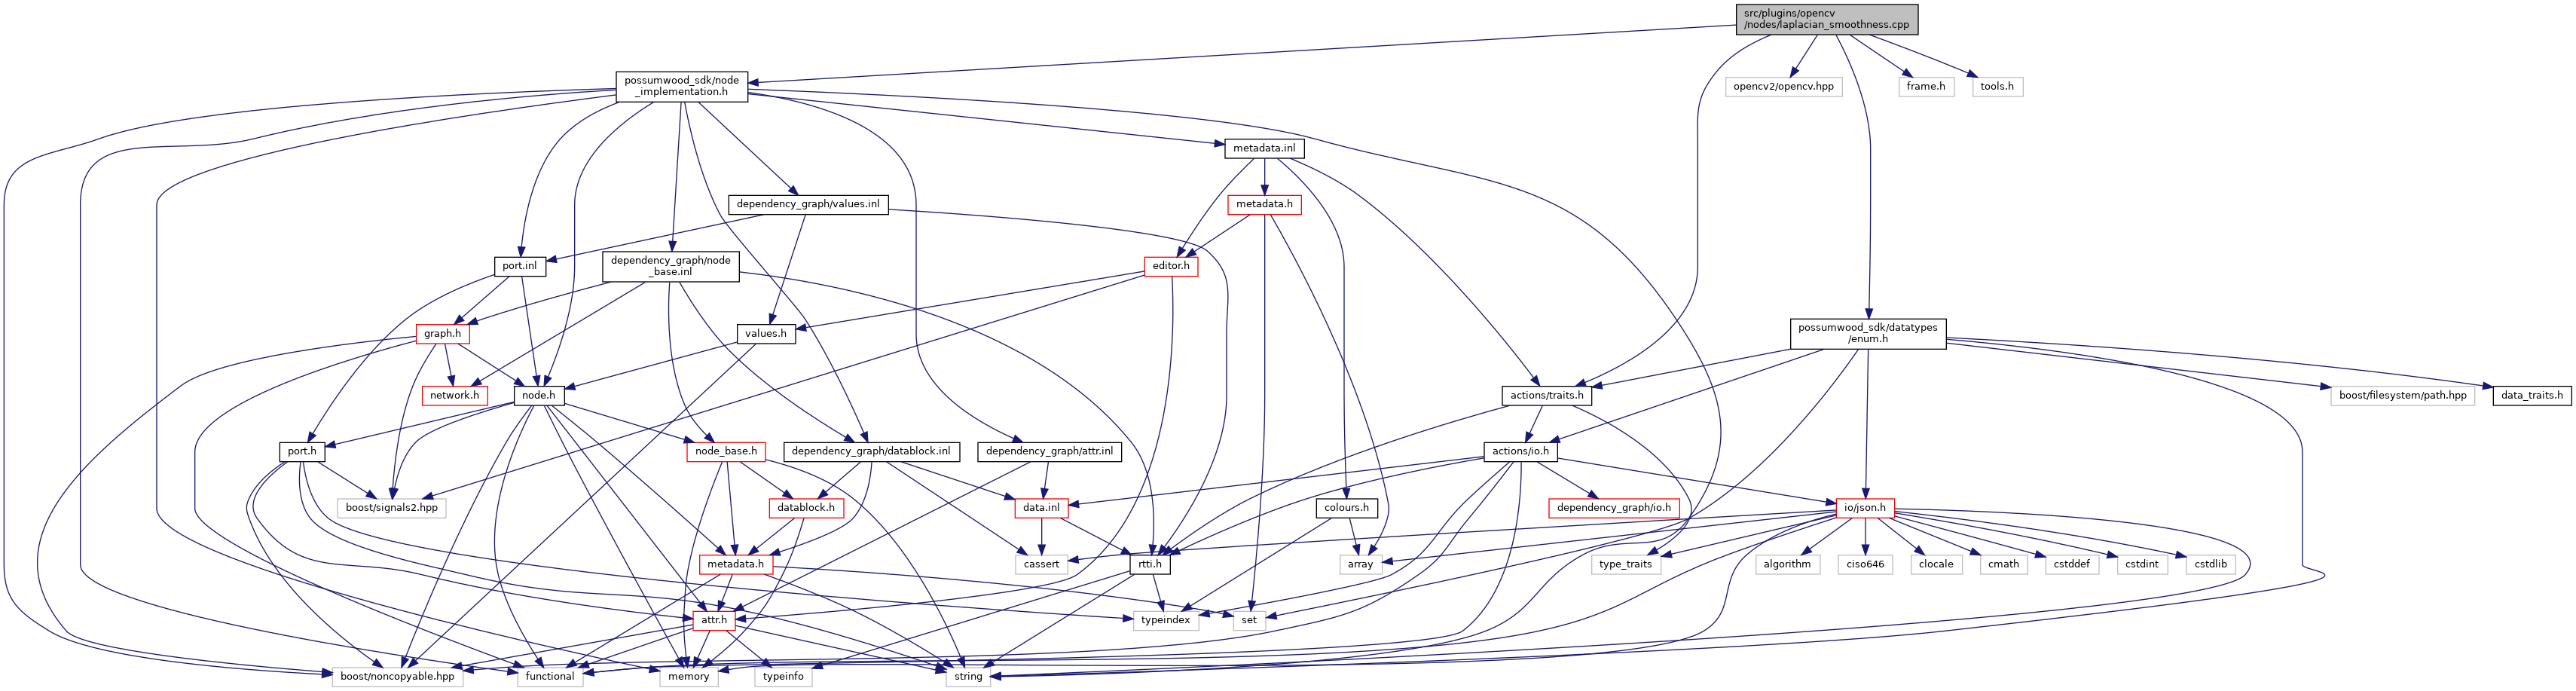 src/plugins/opencv
/nodes/laplacian_smoothness.cpp
possumwood_sdk/node
_implementation.h
opencv2/opencv.hpp
frame.h
tools.h
metadata.inl
dependency_graph/values.inl
metadata.h
port.inl
dependency_graph/node
_base.inl
editor.h
graph.h
values.h
possumwood_sdk/datatypes
/enum.h
network.h
node.h
actions/traits.h
boost/filesystem/path.hpp
data_traits.h
port.h
node_base.h
dependency_graph/datablock.inl
dependency_graph/attr.inl
actions/io.h
boost/signals2.hpp
datablock.h
data.inl
colours.h
dependency_graph/io.h
io/json.h
metadata.h
cassert
rtti.h
array
type_traits
algorithm
ciso646
clocale
cmath
cstddef
cstdint
cstdlib
attr.h
typeindex
set
boost/noncopyable.hpp
functional
memory
typeinfo
string